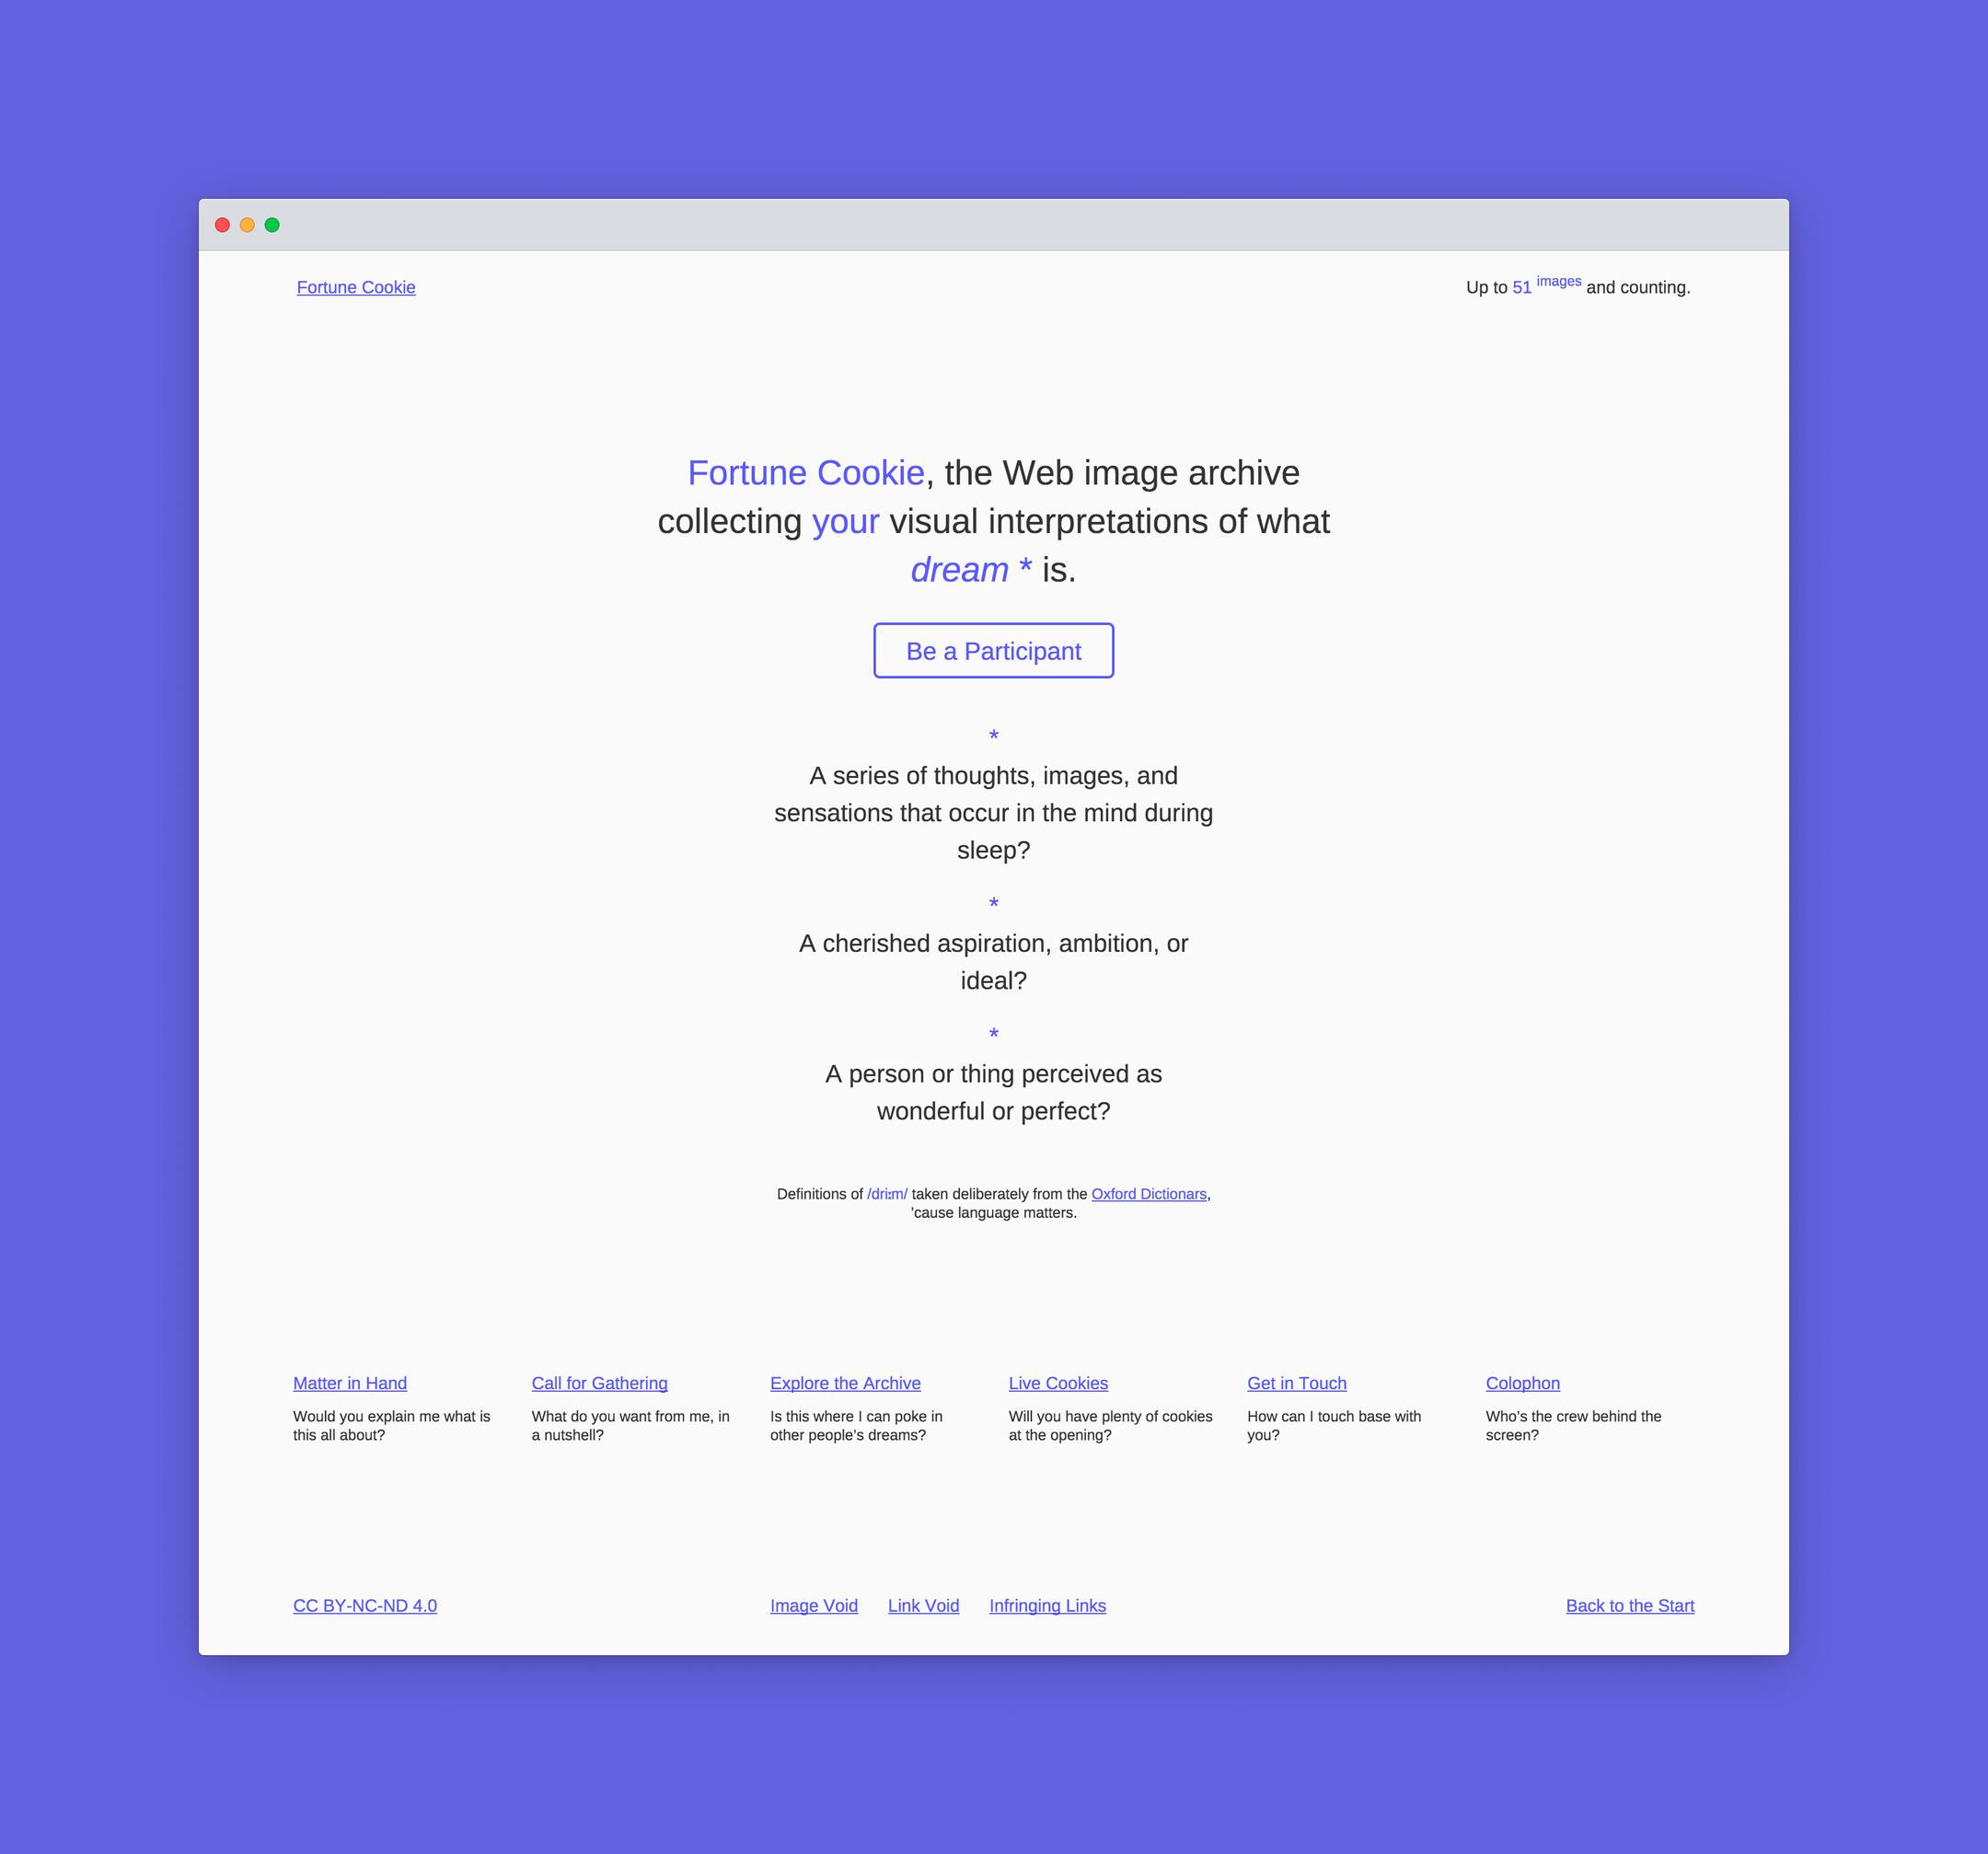 Fortune Cookie
Up to 51 images and counting.
Fortune Cookie, the Web image archive
collecting your visual interpretations of what
dream * is.
Be a Participant
*
A series of thoughts, images, and
sensations that occur in the mind during
sleep?
*
A cherished aspiration, ambition, or
ideal?
*
A person or thing perceived as
wonderful or perfect?
Definitions of /driːm/ taken deliberately from the Oxford Dictionars,
’cause language matters.
Matter in Hand
Would you explain me what is
this all about?
Call for Gathering
What do you want from me, in
a nutshell?
Explore the Archive
Is this where I can poke in
other people’s dreams?
Live Cookies
Will you have plenty of cookies
at the opening?
Get in Touch
How can I touch base with
you?
Colophon
Who’s the crew behind the
screen?
CC BY-NC-ND 4.0
Image Void
Link Void
Infringing Links
Back to the Start